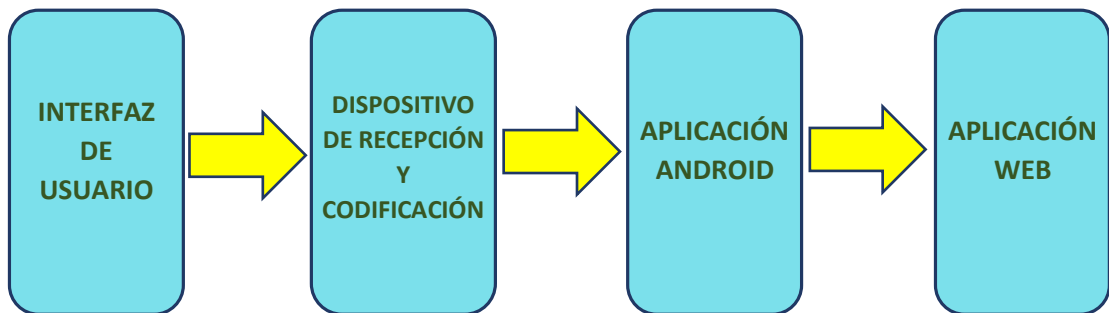 INTERFAZ
DE
USUARIO
DISPOSITIVO
DE RECEPCIÓN
Y
CODIFICACIÓN
APLICACIÓN
ANDROID
APLICACIÓN
WEB